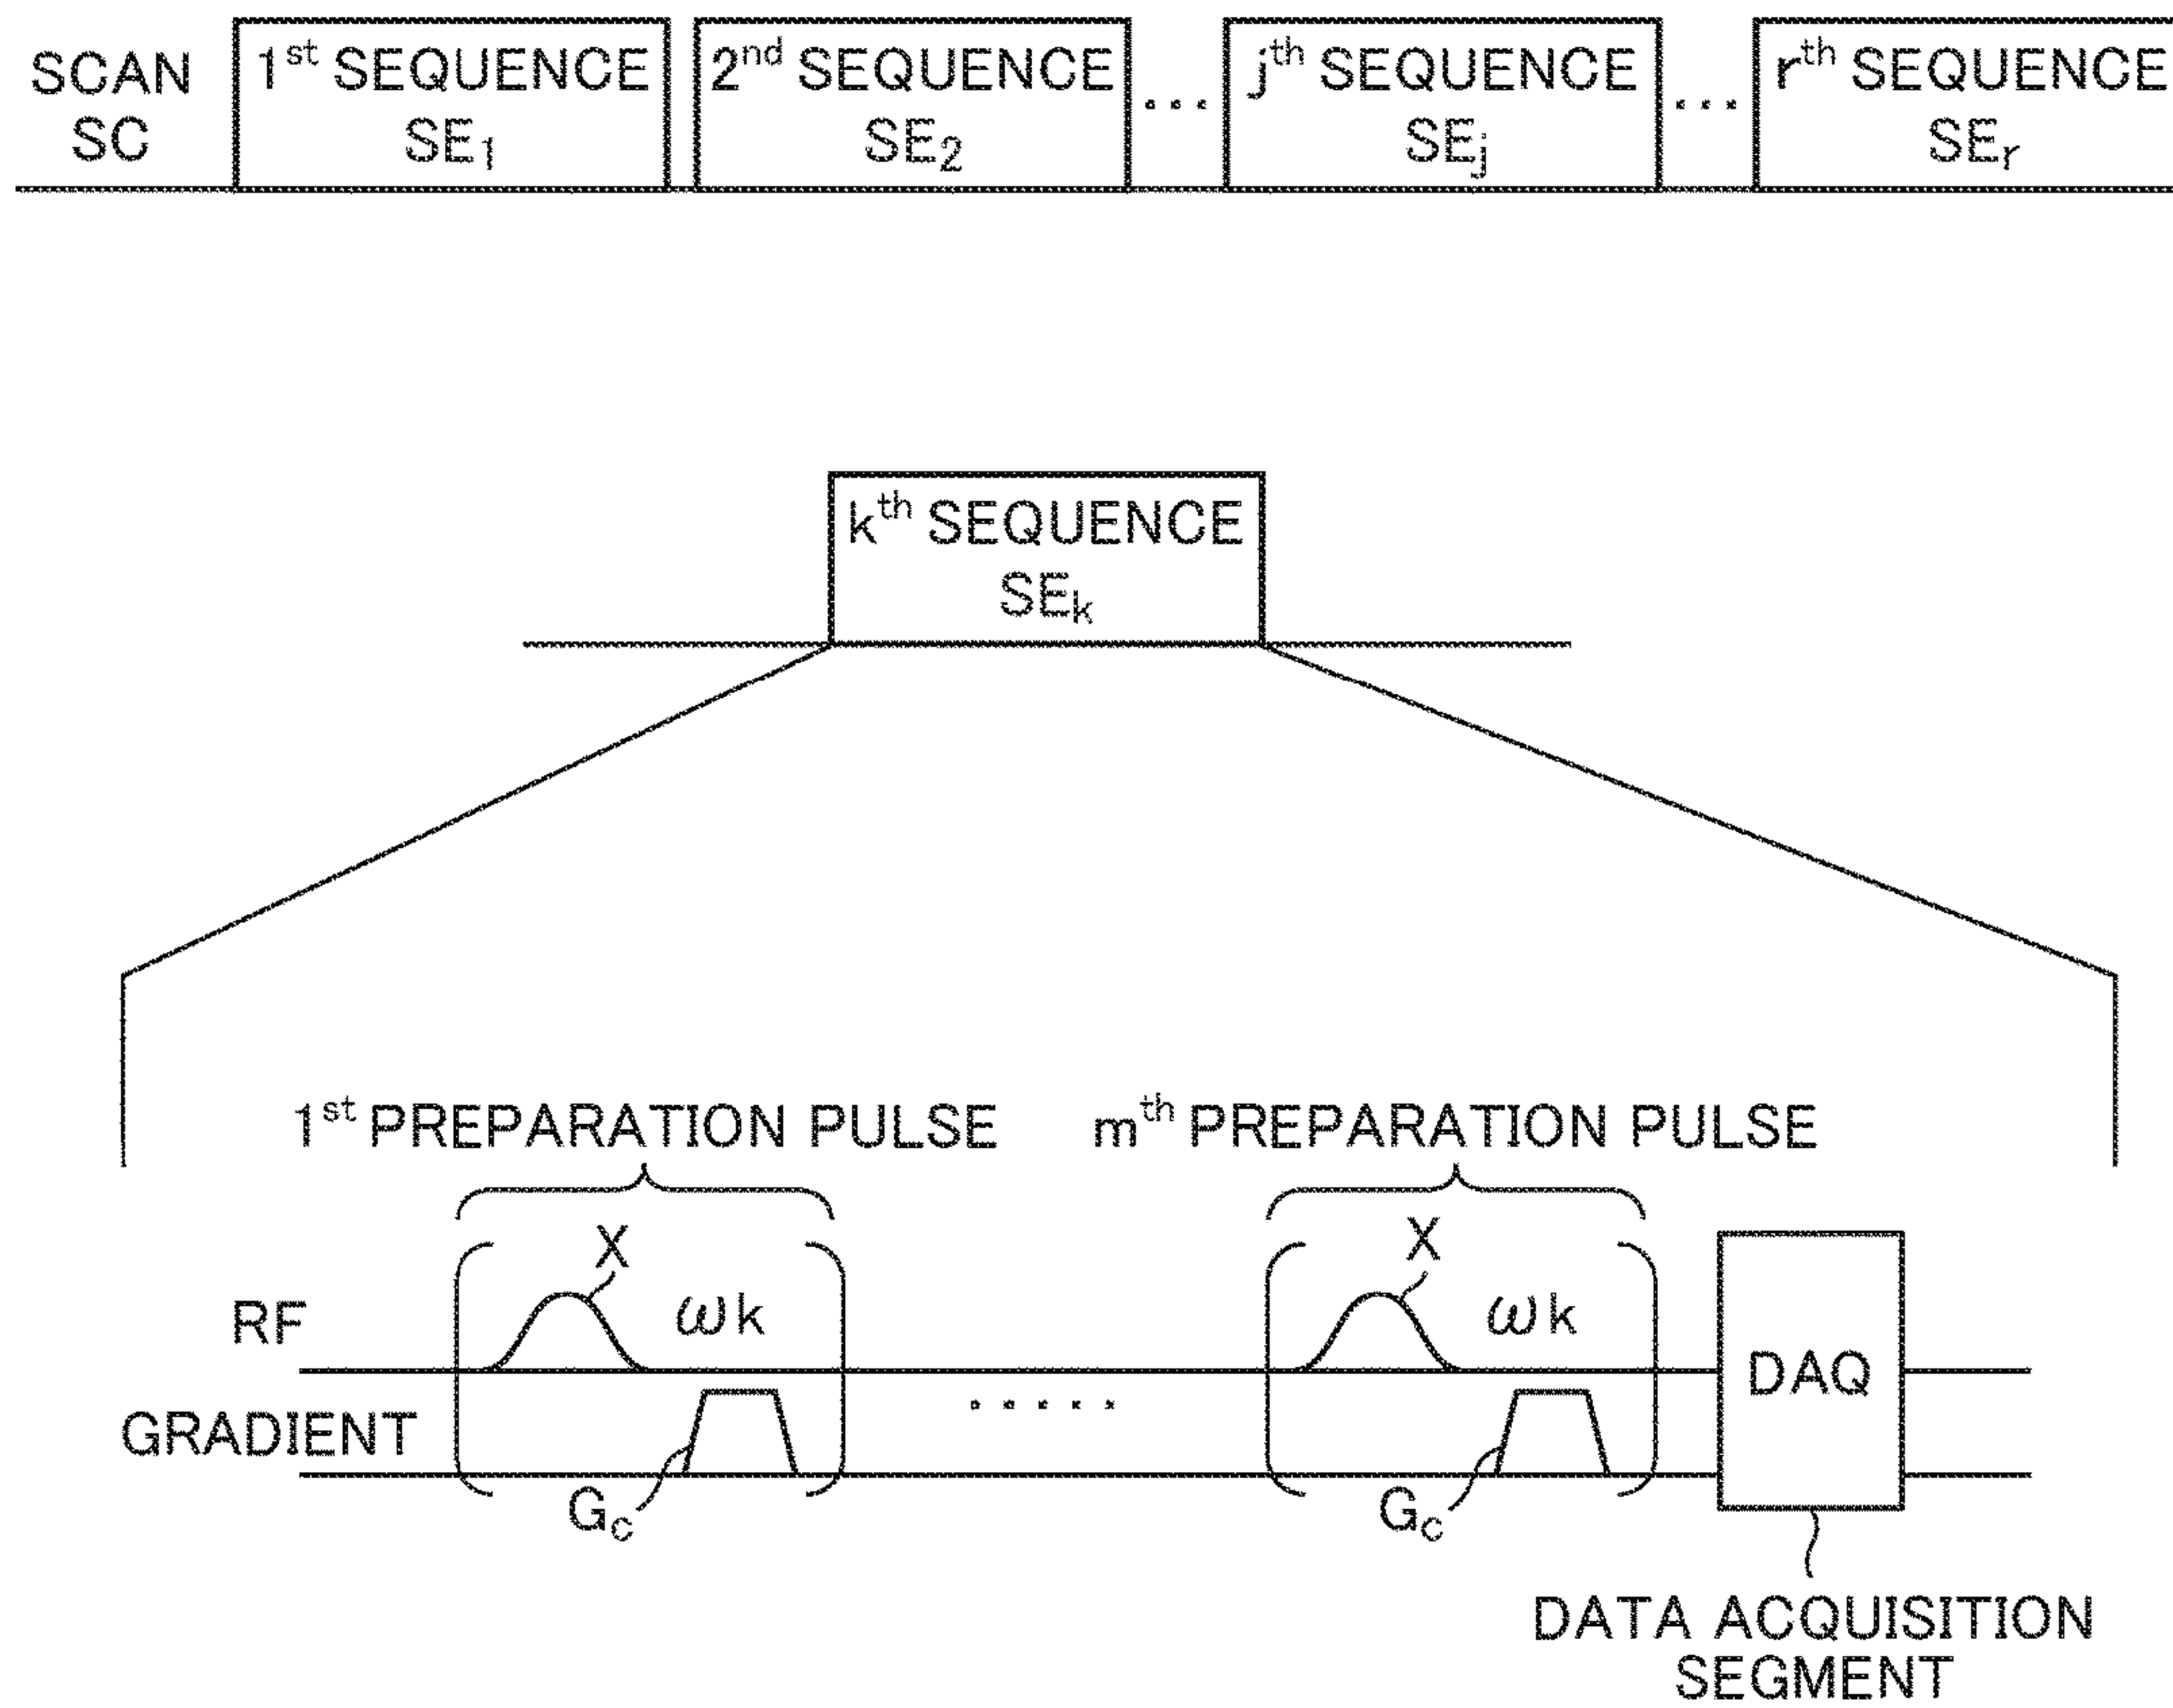 SCAN SC
1st SEQUENCE SE1
2nd SEQUENCE SE2
...
jth SEQUENCE SEj
...
rth SEQUENCE SEr
kth SEQUENCE
SEk
1st PREPARATION PULSE
mth PREPARATION PULSE
X
X
RF
ωk
ωk
DAQ
GRADIENT
.....
Gc
Gc
DATA ACQUISITION
SEGMENT